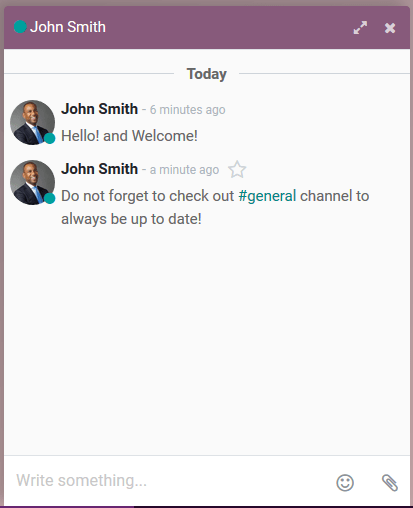 John Smith
Today
John Smith - 6 minutes ago
Hello! and Welcome!
John Smith - a minute ago
Do not forget to check out #general channel to
always be up to date!
Write something...